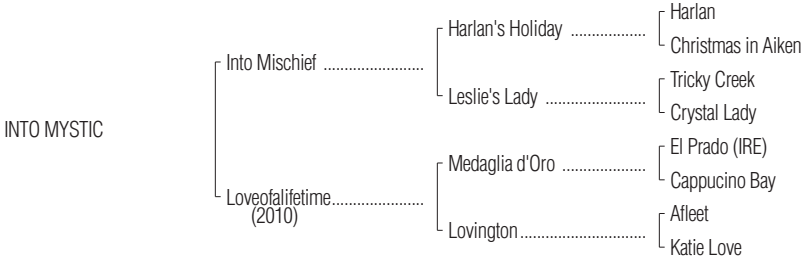 Harlan
Harlan's Holiday ....................
Christmas in Aiken
Into Mischief ..........................
Tricky Creek
Leslie's Lady ..........................
Crystal Lady
INTO MYSTIC
El Prado (IRE)
Medaglia d'Oro ......................
Cappucino Bay
Loveofalifetime........................
(2010)
Afleet
Lovington.................................
Katie Love